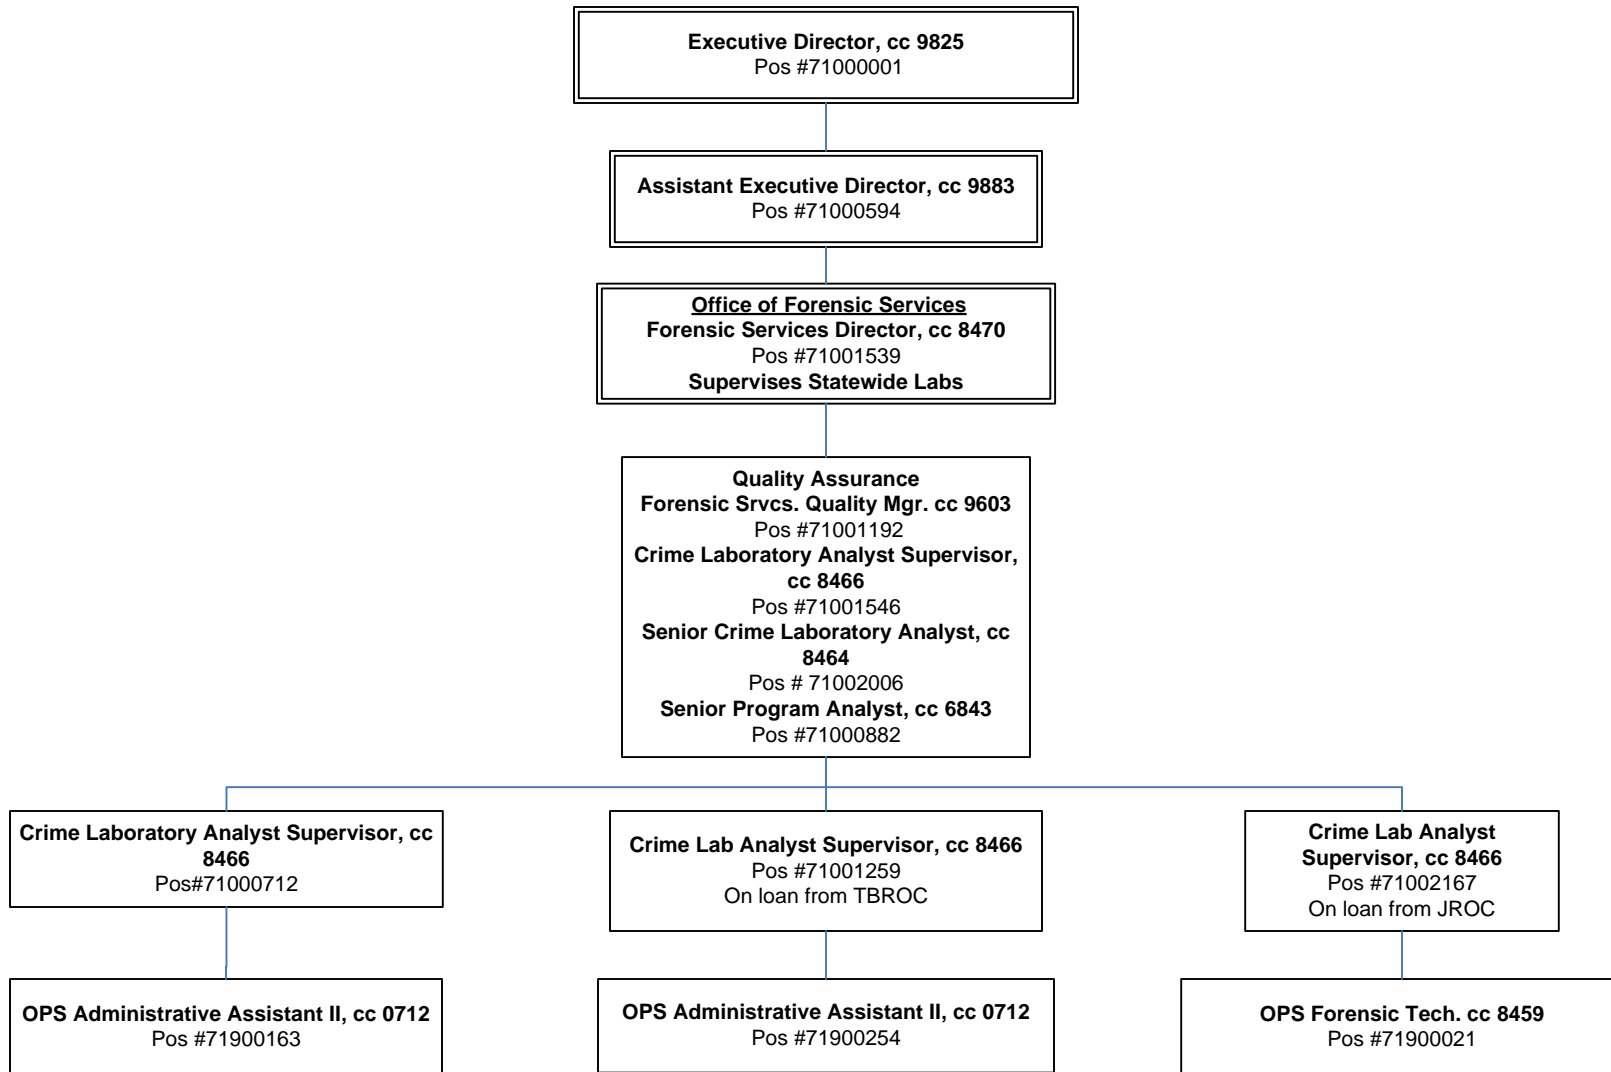 Executive Director, cc 9825
Pos #71000001
Assistant Executive Director, cc 9883
Pos #71000594
Office of Forensic Services
Forensic Services Director, cc 8470
Pos #71001539
Supervises Statewide Labs
Quality Assurance
Forensic Srvcs. Quality Mgr. cc 9603
Pos #71001192
Crime Laboratory Analyst Supervisor,
cc 8466
Pos #71001546
Senior Crime Laboratory Analyst, cc
8464
Pos # 71002006
Senior Program Analyst, cc 6843
Pos #71000882
Crime Laboratory Analyst Supervisor, cc
8466
Pos#71000712
Crime Lab Analyst Supervisor, cc 8466
Pos #71001259
On loan from TBROC
Crime Lab Analyst
Supervisor, cc 8466
Pos #71002167
On loan from JROC
OPS Administrative Assistant II, cc 0712
Pos #71900163
OPS Administrative Assistant II, cc 0712
Pos #71900254
OPS Forensic Tech. cc 8459
Pos #71900021